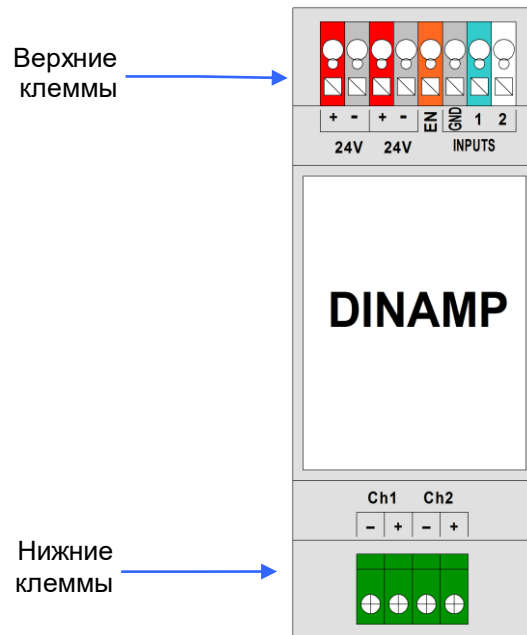 Верхние
клеммы
+ - + - EN GND 1 2
24V 24V INPUTS
DINAMP
Ch1 Ch2
- + - +
Нижние
клеммы